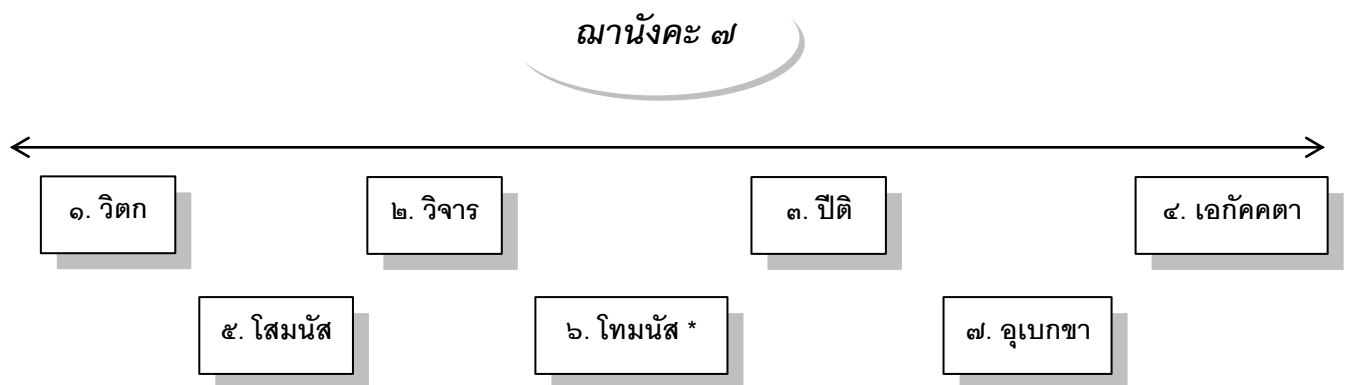 ฌานังคะ ๗
๑. วิตก
๒. วิจาร
๓. ปีติ
๔. เอกัคคตา
๕. โสมนัส
๖. โทมนัส *
๗. อุเบกขา